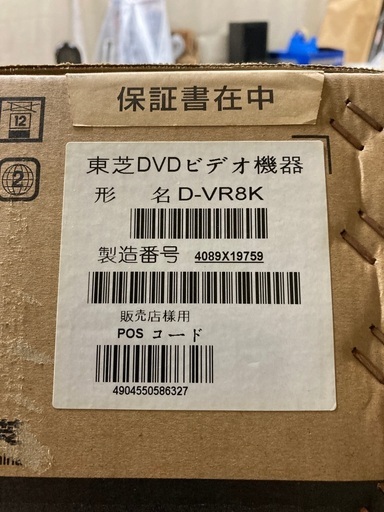 保証書在中
12
2
東芝DVDビデオ機器
形 名 D-VR8K
製造番号 4089X19759
販売店様用
POS コード
4904550586327